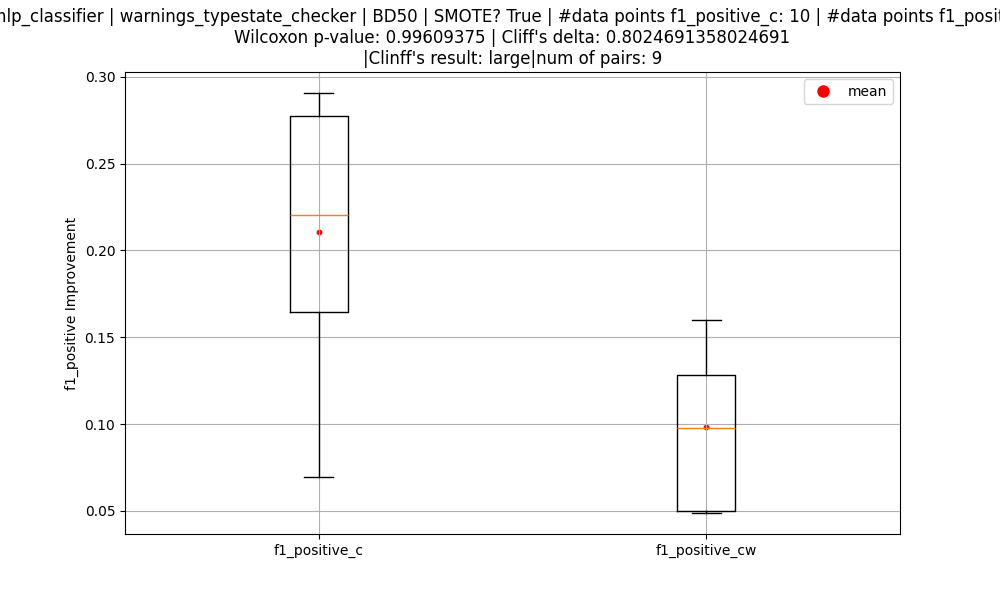 nlp_classifier | warnings_typestate_checker | BD50 | SMOTE? True | #data points f1_positive_c: 10 | #data points f1_posit
Wilcoxon p-value: 0.99609375 | Cliff's delta: 0.8024691358024691
|Clinff's result: large|num of pairs: 9
0.30
mean
0.25
0.20
0.15
0.10
0.05
f1_positive Improvement
f1_positive_c
f1_positive_cw